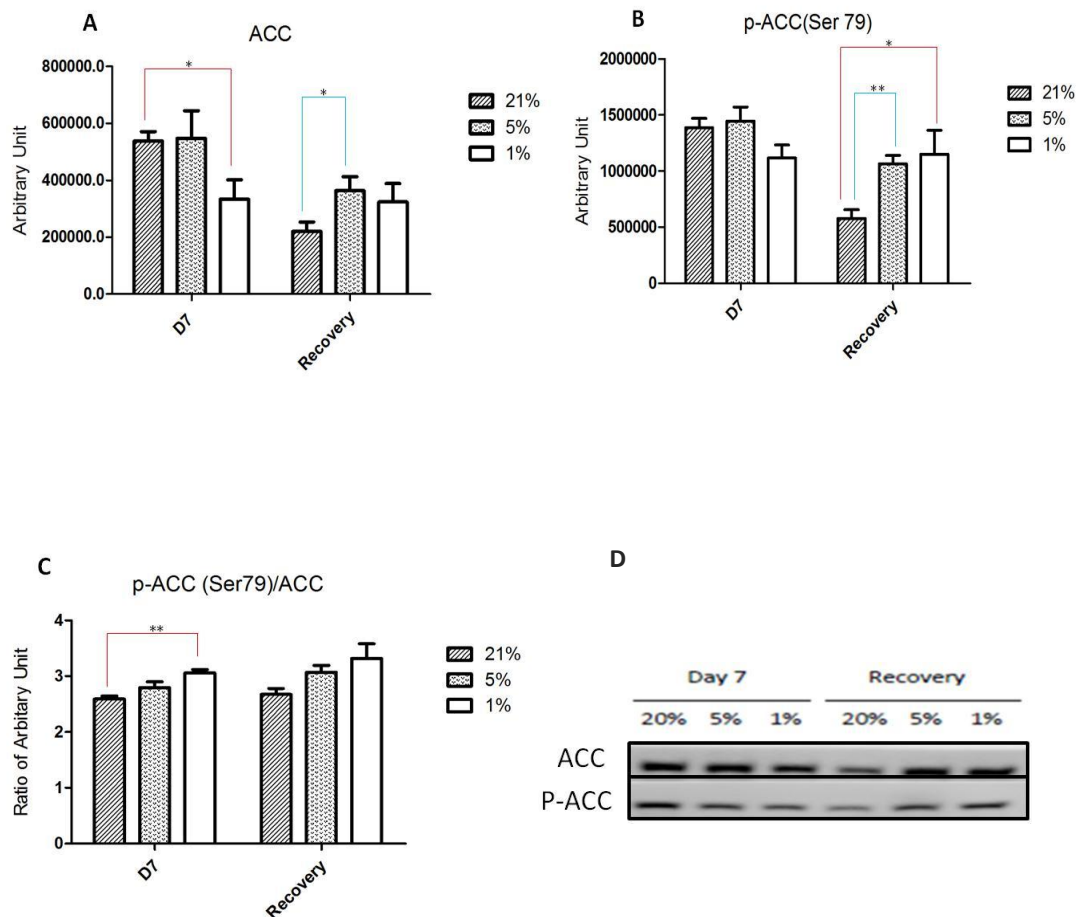 A
ACC
800000.0
600000.0
400000.0
200000.0
0.0
Arbitrary Unit
*
*
D7
Recovery
21%
5%
1%
B
p-ACC(Ser 79)
2000000
1500000
1000000
500000
0
Arbitrary Unit
*
**
D7
Recovery
21%
5%
1%
C
p-ACC (Ser79)/ACC
4
3
2
1
0
Ratio of Arbitary Unit
**
D7
Recovery
21%
5%
1%
D
Day 7 Recovery
20% 5% 1% 20% 5% 1%
ACC
P-ACC